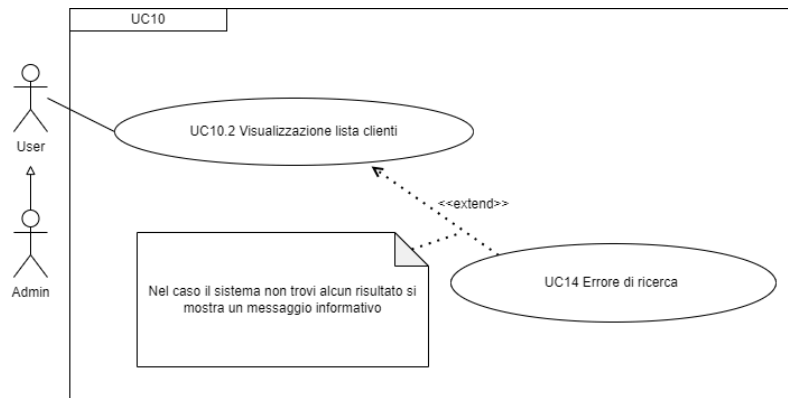 UC10
User
UC10.2 Visualizzazione lista clienti
<<extend>>
Admin
Nel caso il sistema non trovi alcun risultato si
mostra un messaggio informativo
UC14 Errore di ricerca